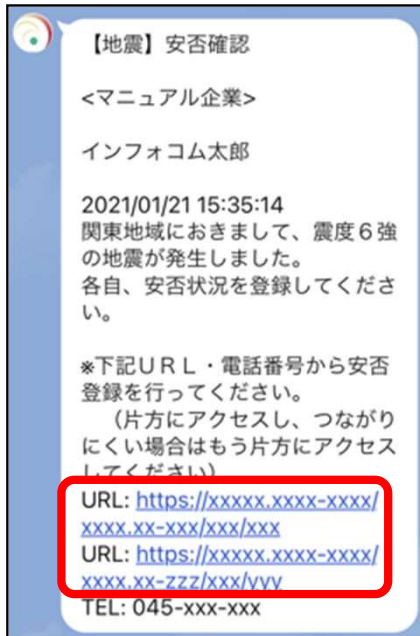 【地震】安否確認
<マニュアル企業>
インフォコム太郎
2021/01/21 15:35:14
関東地域におきまして、震度６強
の地震が発生しました。
各自、安否状況を登録してくださ
い。
※下記ＵＲＬ・電話番号から安否
登録を行ってください。
（片方にアクセスし、つながり
にくい場合はもう片方にアクセス
してください）
URL: https://xxxxx.xxxx-xxxx/
xxxx.xx-xxx/xxx/xxx
URL: https://xxxxx.xxxx-xxxx/
xxxx.xx-zzz/xxx/yyy
TEL: 045-xxx-xxx